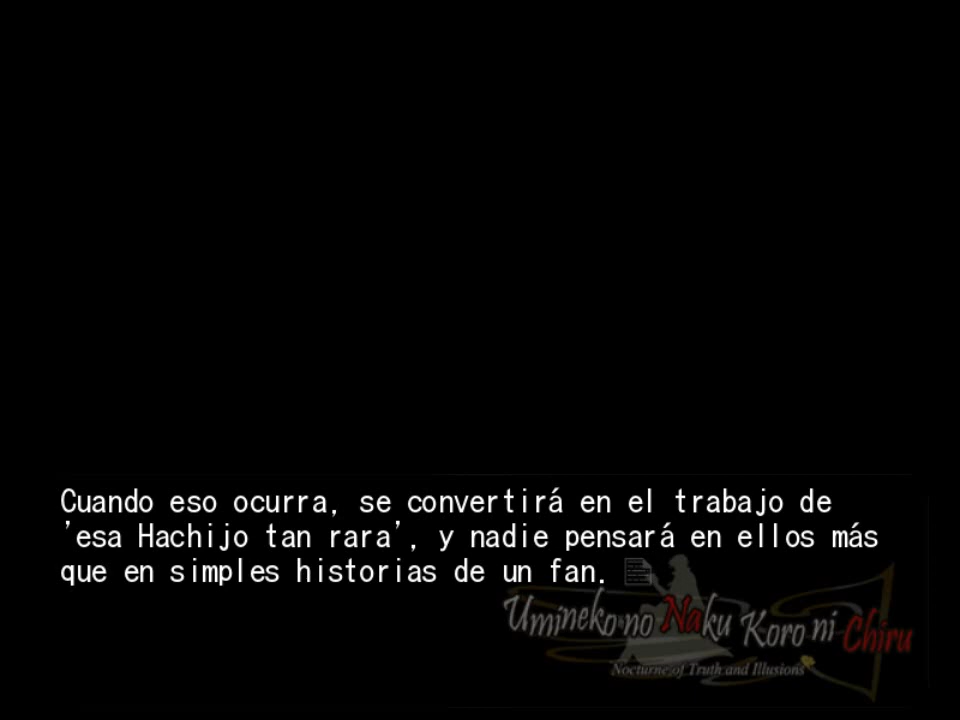 Cuando eso ocurra, se convertirá en el trabajo de
'esa Hachijo tan rara', y nadie pensará en ellos más
que en simples historias de un fan.
Umineko no Naku Koro ni Chiru
Nocturne of Truth and Illusions